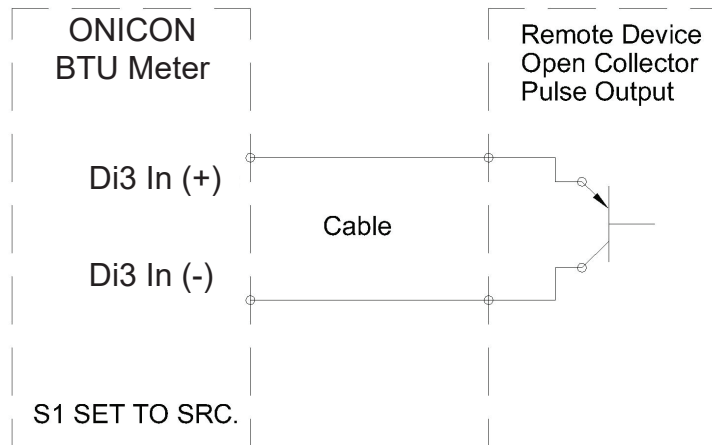 ONICON
BTU Meter
Remote Device
Open Collector
Pulse Output
Di3 In (+)
Cable
Di3 In (-)
S1 SET TO SRC.